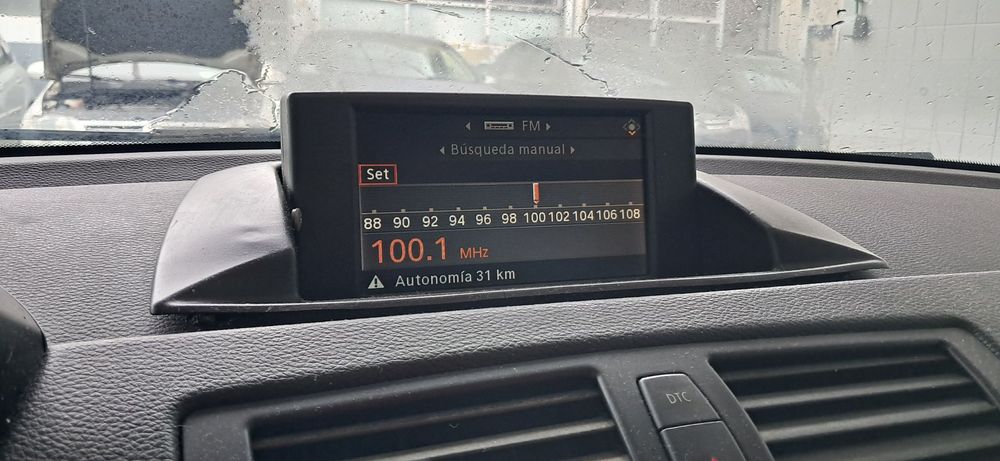 FM
Búsqueda manual
Set
88 90 92 94 96 98 100 102 104 106 108
100.1 MHz
Autonomía 31 km
DTC